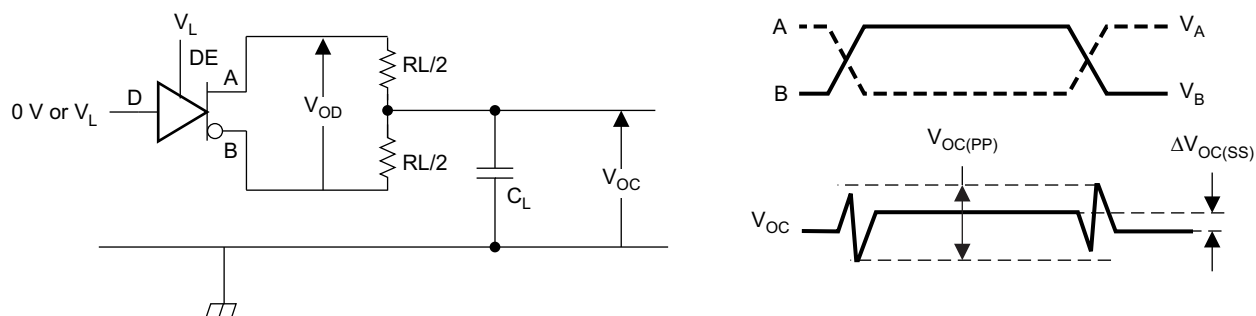 V_L
DE
A
D
0 V or V_L
B
V_OD
RL/2
RL/2
C_L
V_OC
A
V_A
B
V_B
V_OC(PP)
ΔV_OC(SS)
V_OC